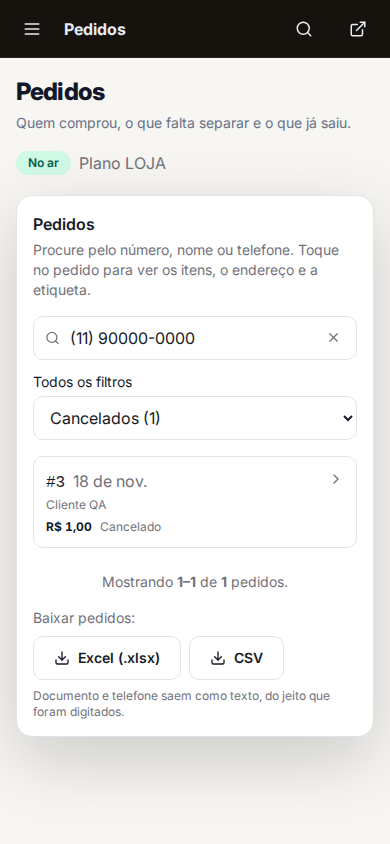 Pedidos
Pedidos
Quem comprou, o que falta separar e o que já saiu.
No ar Plano LOJA
Pedidos
Procure pelo número, nome ou telefone. Toque
no pedido para ver os itens, o endereço e a
etiqueta.
(11) 90000-0000
Todos os filtros
Cancelados (1)
#3 18 de nov.
Cliente QA
R$ 1,00 Cancelado
Mostrando 1–1 de 1 pedidos.
Baixar pedidos:
Excel (.xlsx) CSV
Documento e telefone saem como texto, do jeito que
foram digitados.